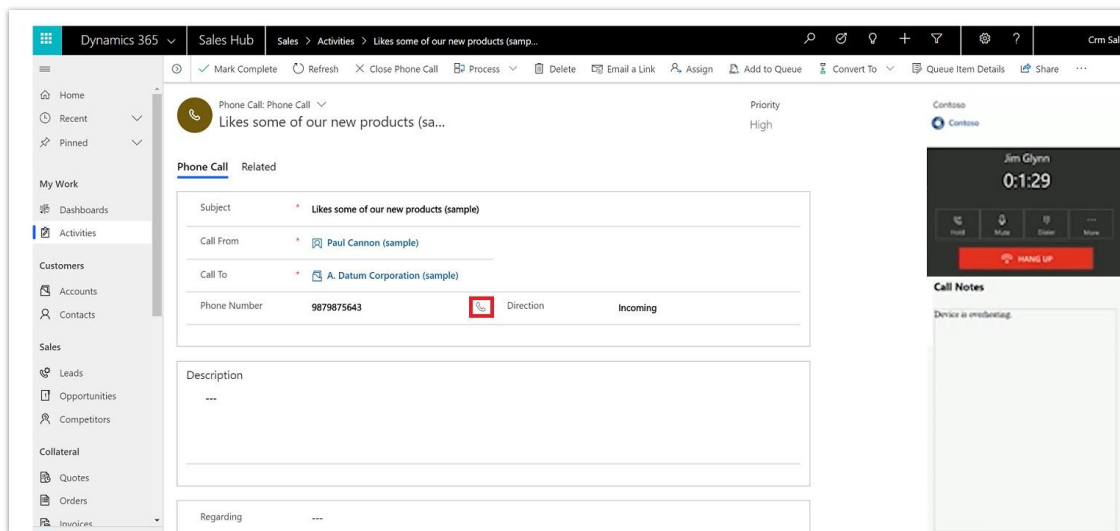 Dynamics 365
Sales Hub
Sales > Activities > Likes some of our new products (samp...
Crm Sal
Mark Complete
Refresh
Close Phone Call
Process
Delete
Email a Link
Assign
Add to Queue
Convert To
Queue Item Details
Share
...
Home
Recent
Pinned
My Work
Dashboards
Activities
Customers
Accounts
Contacts
Sales
Leads
Opportunities
Competitors
Collateral
Quotes
Orders
Invoices
Phone Call: Phone Call
Likes some of our new products (sa...
Priority
High
Phone Call Related
Subject * Likes some of our new products (sample)
Call From * Paul Cannon (sample)
Call To * A. Datum Corporation (sample)
Phone Number 9879875643
Direction Incoming
Description
---
Regarding ---
Contoso
Contoso
Jim Glynn
0:1:29
Hold
Mute
Dialer
More
HANG UP
Call Notes
Device is overheating.